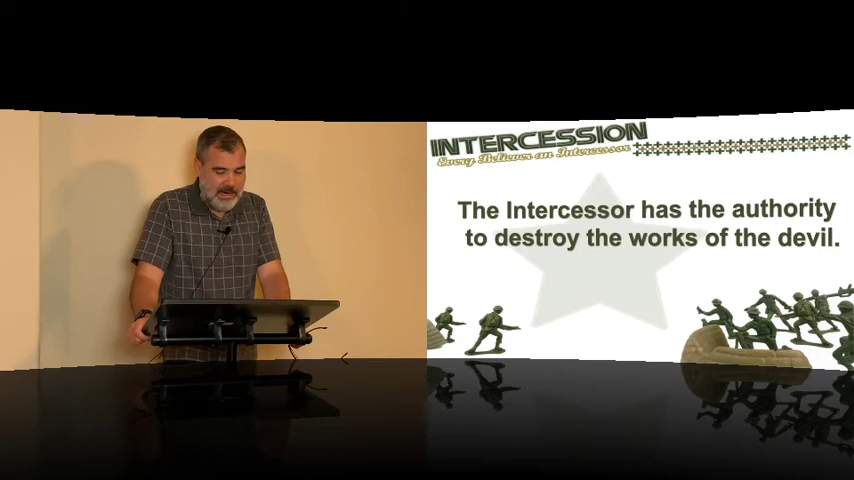 INTERCESSION
Every Believer an Intercessor
The Intercessor has the authority
to destroy the works of the devil.